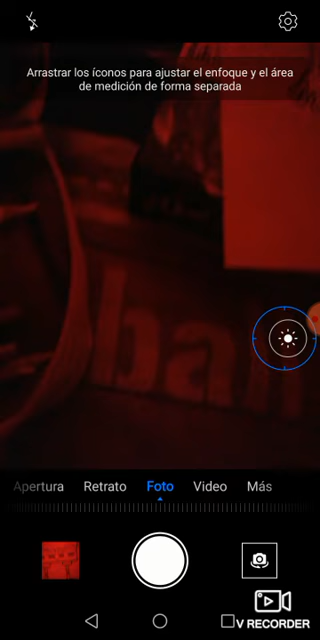 Arrastrar los íconos para ajustar el enfoque y el área
de medición de forma separada
ban
Apertura Retrato Foto Video Más
V RECORDER